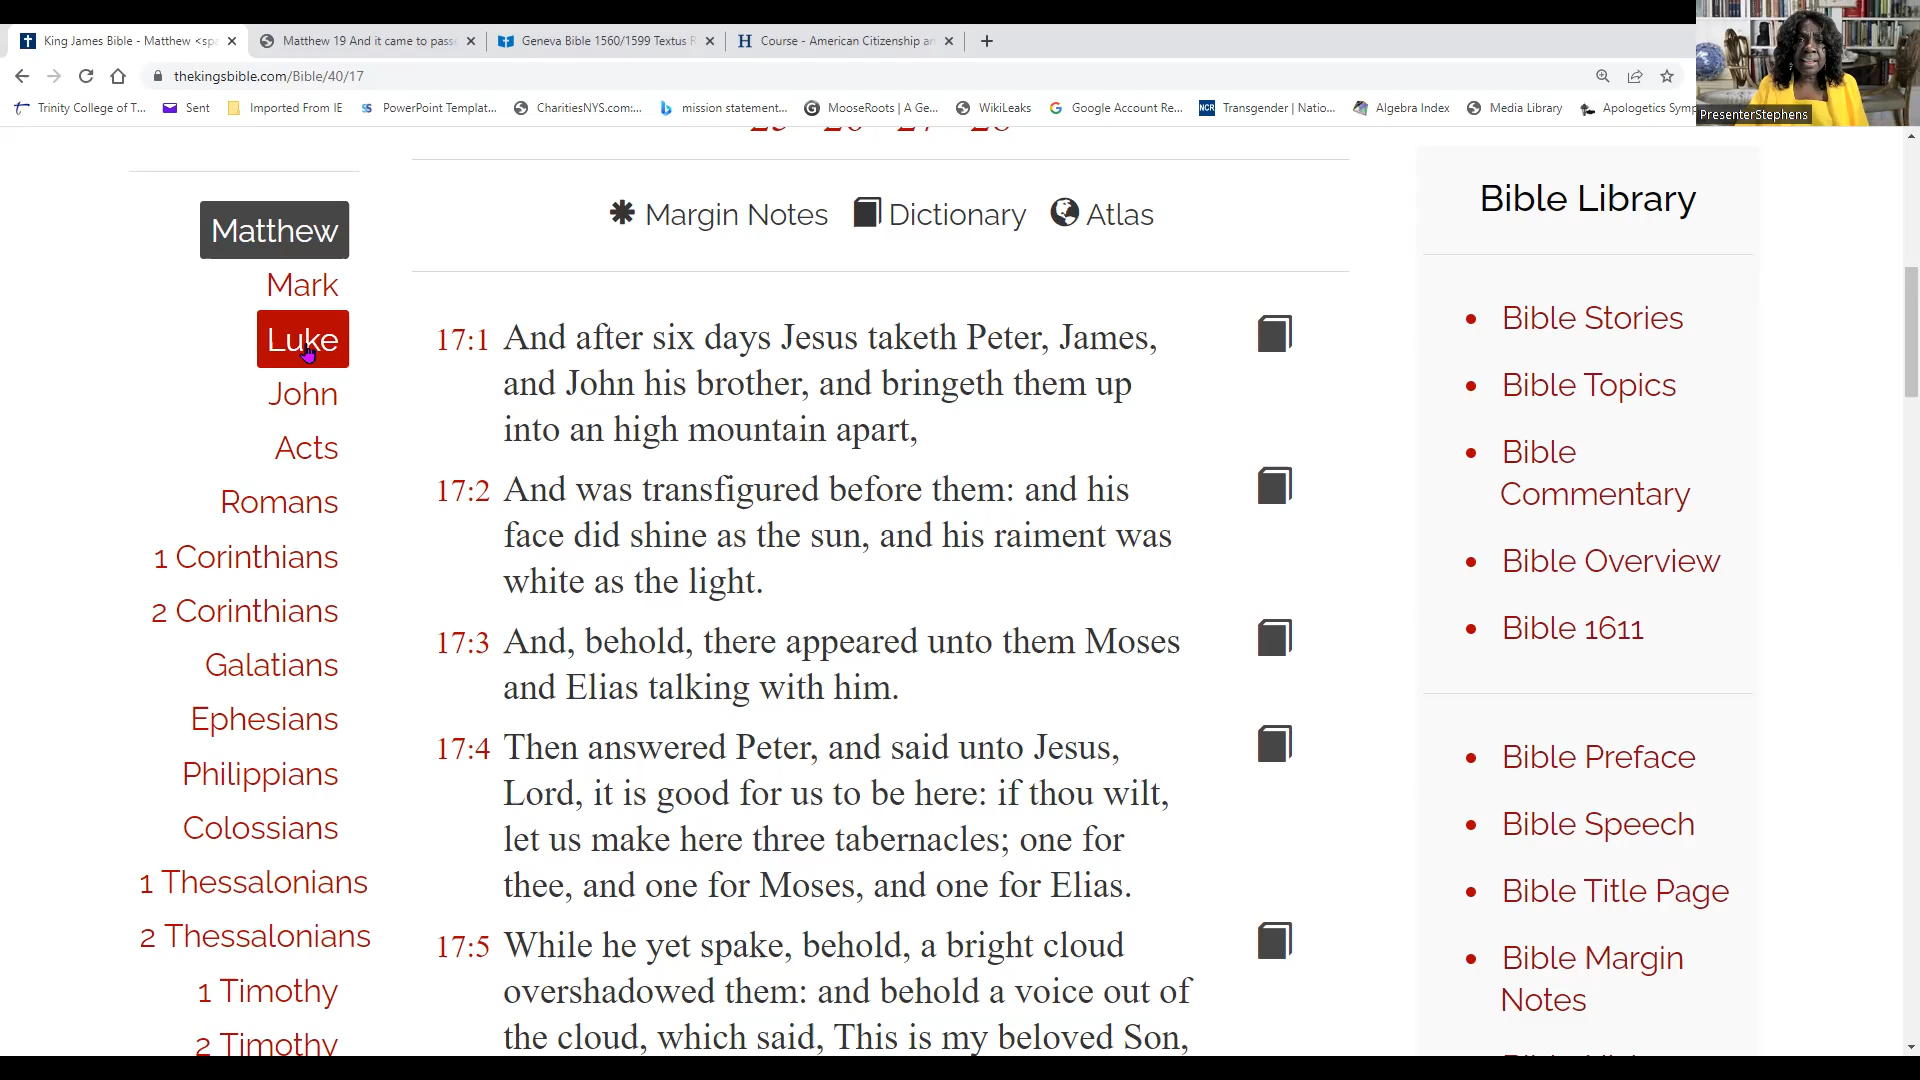 King James Bible - Matthew <spa
Matthew 19 And it came to pass
Geneva Bible 1560/1599 Textus R
Course - American Citizenship an
thekingsbible.com/Bible/40/17
Trinity College of T...
Sent
Imported From IE
PowerPoint Templat...
CharitiesNYS.com:...
mission statement...
MooseRoots | A Ge...
WikiLeaks
Google Account Re...
NCR
Transgender | Natio...
Algebra Index
Media Library
Apologetics Symp
PresenterStephens
25 26 27 28
Margin Notes Dictionary Atlas
Matthew
Mark
Luke
John
Acts
Romans
1 Corinthians
2 Corinthians
Galatians
Ephesians
Philippians
Colossians
1 Thessalonians
2 Thessalonians
1 Timothy
2 Timothy
17:1 And after six days Jesus taketh Peter, James,
and John his brother, and bringeth them up
into an high mountain apart,
17:2 And was transfigured before them: and his
face did shine as the sun, and his raiment was
white as the light.
17:3 And, behold, there appeared unto them Moses
and Elias talking with him.
17:4 Then answered Peter, and said unto Jesus,
Lord, it is good for us to be here: if thou wilt,
let us make here three tabernacles; one for
thee, and one for Moses, and one for Elias.
17:5 While he yet spake, behold, a bright cloud
overshadowed them: and behold a voice out of
the cloud, which said, This is my beloved Son,
Bible Library
Bible Stories
Bible Topics
Bible
Commentary
Bible Overview
Bible 1611
Bible Preface
Bible Speech
Bible Title Page
Bible Margin
Notes